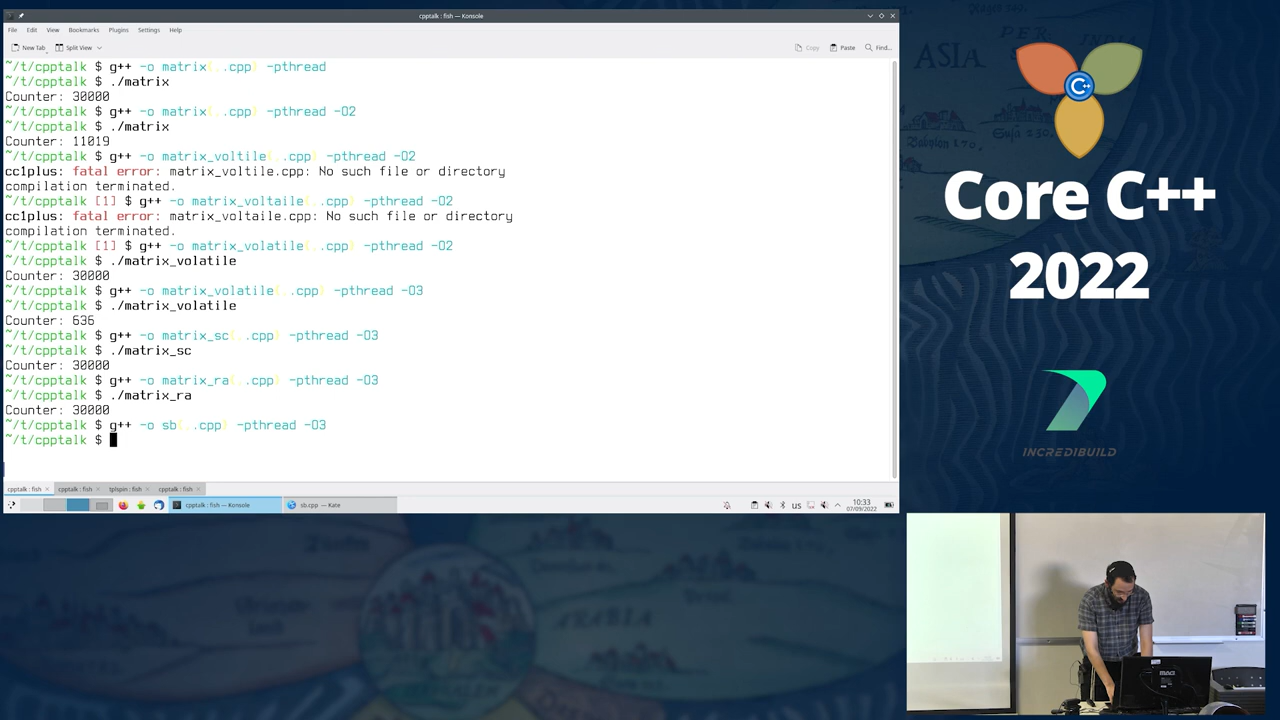 cpptalk : fish — Konsole
File Edit View Bookmarks Plugins Settings Help
New Tab Split View Copy Paste Find...
~/t/cpptalk $ g++ -o matrix{,.cpp} -pthread
~/t/cpptalk $ ./matrix
Counter: 30000
~/t/cpptalk $ g++ -o matrix{,.cpp} -pthread -O2
~/t/cpptalk $ ./matrix
Counter: 11019
~/t/cpptalk $ g++ -o matrix_voltile{,.cpp} -pthread -O2
cc1plus: fatal error: matrix_voltile.cpp: No such file or directory
compilation terminated.
~/t/cpptalk [1] $ g++ -o matrix_voltaile{,.cpp} -pthread -O2
cc1plus: fatal error: matrix_voltaile.cpp: No such file or directory
compilation terminated.
~/t/cpptalk [1] $ g++ -o matrix_volatile{,.cpp} -pthread -O2
~/t/cpptalk $ ./matrix_volatile
Counter: 30000
~/t/cpptalk $ g++ -o matrix_volatile{,.cpp} -pthread -O3
~/t/cpptalk $ ./matrix_volatile
Counter: 636
~/t/cpptalk $ g++ -o matrix_sc{,.cpp} -pthread -O3
~/t/cpptalk $ ./matrix_sc
Counter: 30000
~/t/cpptalk $ g++ -o matrix_ra{,.cpp} -pthread -O3
~/t/cpptalk $ ./matrix_ra
Counter: 30000
~/t/cpptalk $ g++ -o sb{,.cpp} -pthread -O3
~/t/cpptalk $
cpptalk : fish cpptalk : fish tplspin : fish cpptalk : fish
cpptalk : fish — Konsole sb.cpp — Kate us 10:33
07/09/2022
ASIA
C++
Core C++
2022
INCREDIBUILD